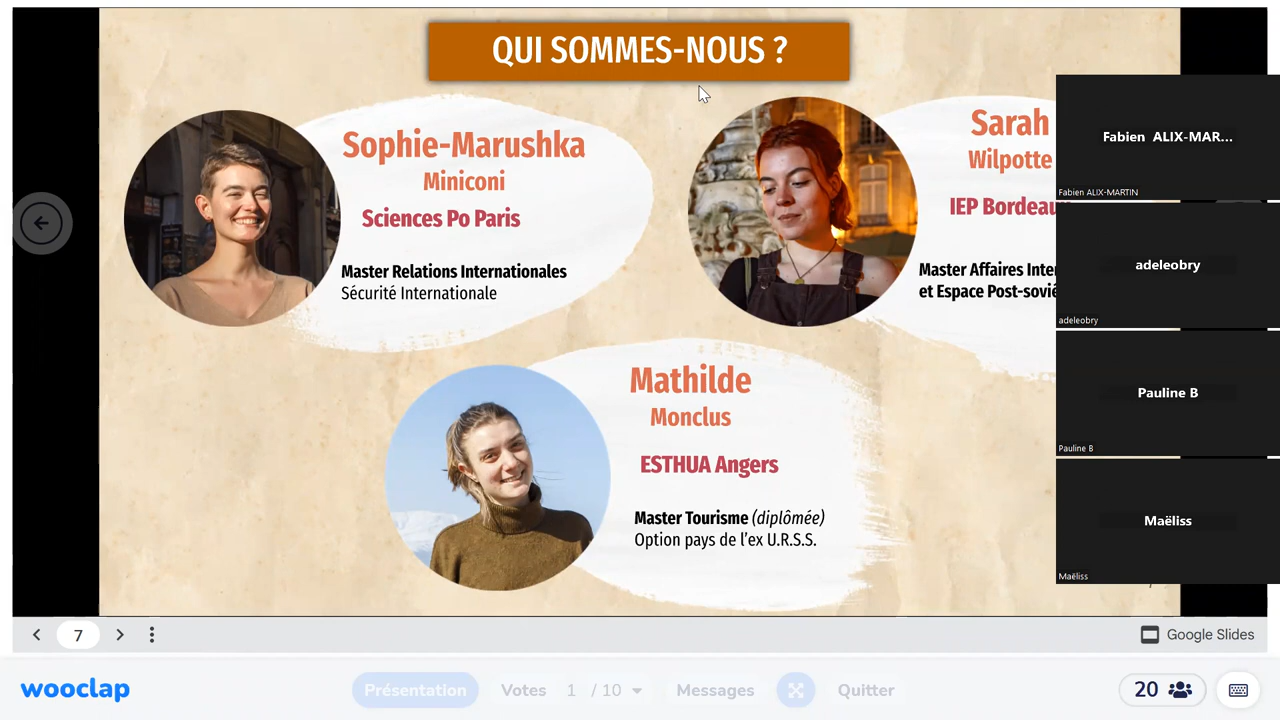 QUI SOMMES-NOUS ?
Sophie-Marushka
Miniconi
Sciences Po Paris
Master Relations Internationales
Sécurité Internationale
Sarah
Wilpotte
IEP Bordeau
Master Affaires Inter
et Espace Post-sovié
Mathilde
Monclus
ESTHUA Angers
Master Tourisme (diplômée)
Option pays de l'ex U.R.S.S.
Fabien ALIX-MAR...
Fabien ALIX-MARTIN
adeleobry
adeleobry
Pauline B
Pauline B
Maëliss
Maëliss
7
Google Slides
wooclap
Présentation
Votes
1 / 10
Messages
Quitter
20